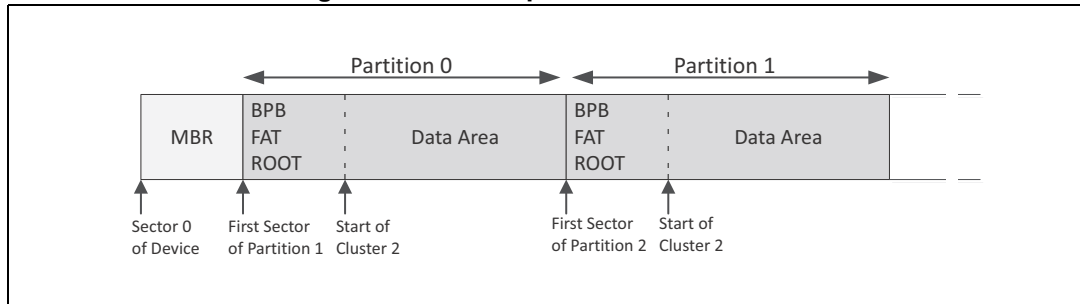 Partition 0
Partition 1
MBR
BPB
FAT
ROOT
Data Area
BPB
FAT
ROOT
Data Area
Sector 0
of Device
First Sector
of Partition 1
Start of
Cluster 2
First Sector
of Partition 2
Start of
Cluster 2